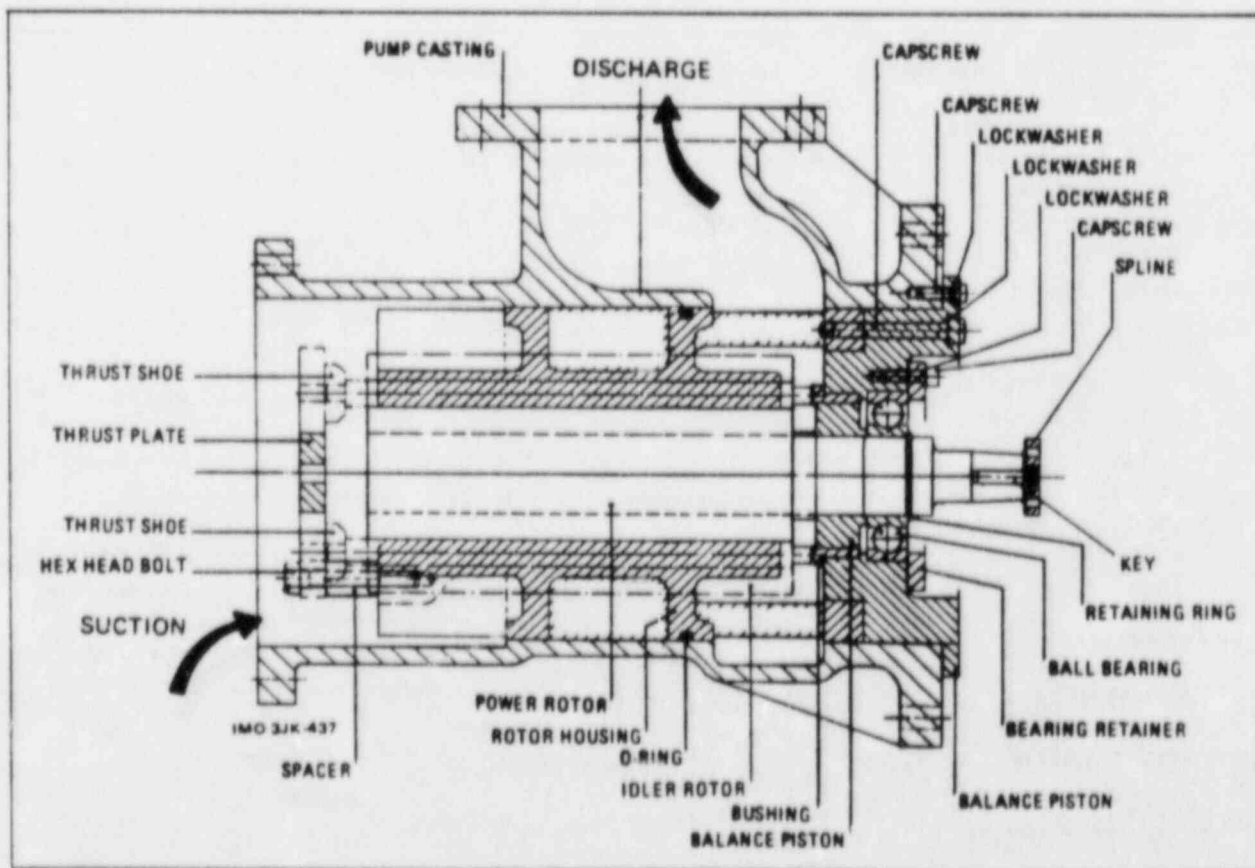 PUMP CASTING
DISCHARGE
CAPSCREW
CAPSCREW
LOCKWASHER
LOCKWASHER
LOCKWASHER
CAPSCREW
SPLINE
THRUST SHOE
THRUST PLATE
THRUST SHOE
HEX HEAD BOLT
SUCTION
IMO 3JK-437
SPACER
POWER ROTOR
ROTOR HOUSING
O-RING
IDLER ROTOR
BUSHING
BALANCE PISTON
KEY
RETAINING RING
BALL BEARING
BEARING RETAINER
BALANCE PISTON